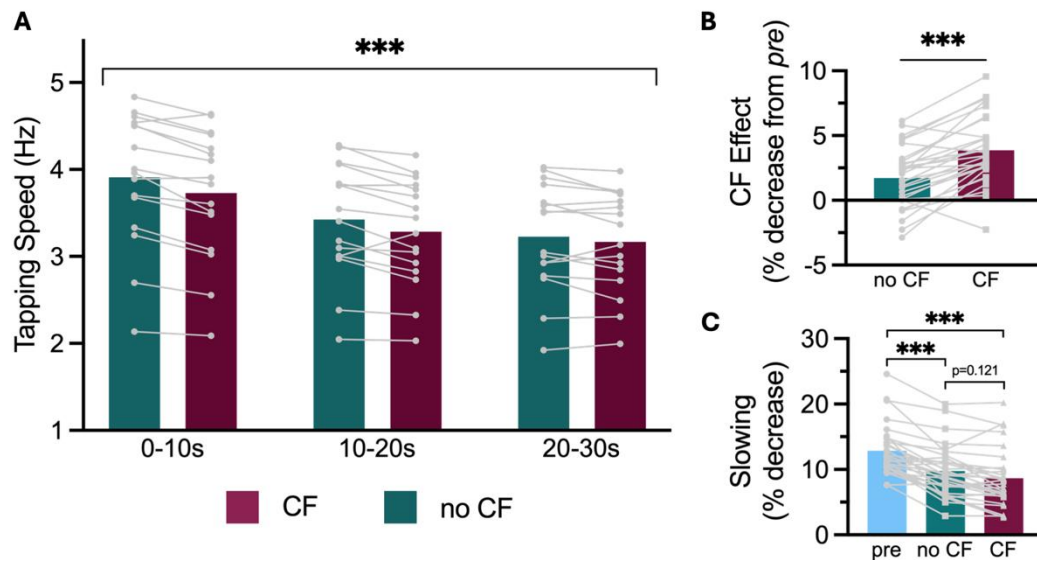 A
***
Tapping Speed (Hz)
5
4
3
2
1
0-10s
10-20s
20-30s
CF
no CF
B
***
CF Effect
(% decrease from pre)
10
5
0
-5
no CF
CF
C
***
***
p=0.121
Slowing
(% decrease)
30
20
10
0
pre
no CF
CF